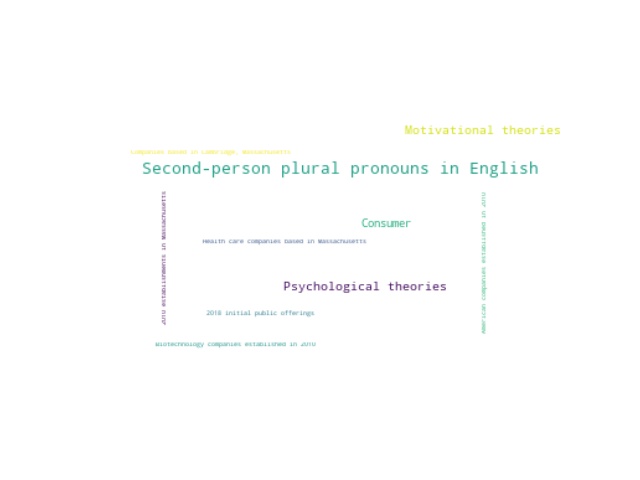 Motivational theories
Companies based in Cambridge, Massachusetts
Second-person plural pronouns in English
2010 establishments in Massachusetts
American companies established in 2010
Consumer
Health care companies based in Massachusetts
Psychological theories
2018 initial public offerings
Biotechnology companies established in 2010